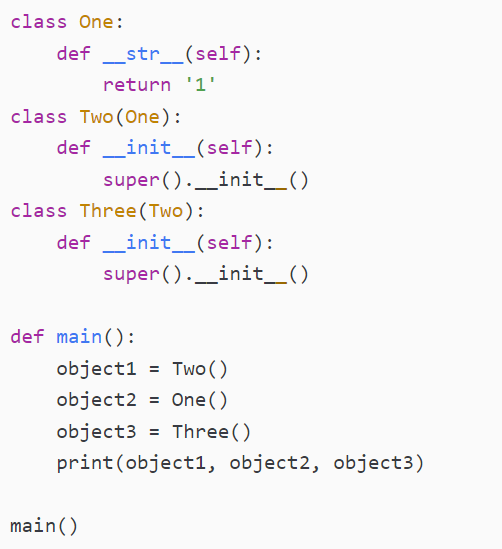 class One:
    def __str__(self):
        return '1'
class Two(One):
    def __init__(self):
        super().__init__()
class Three(Two):
    def __init__(self):
        super().__init__()

def main():
    object1 = Two()
    object2 = One()
    object3 = Three()
    print(object1, object2, object3)

main()